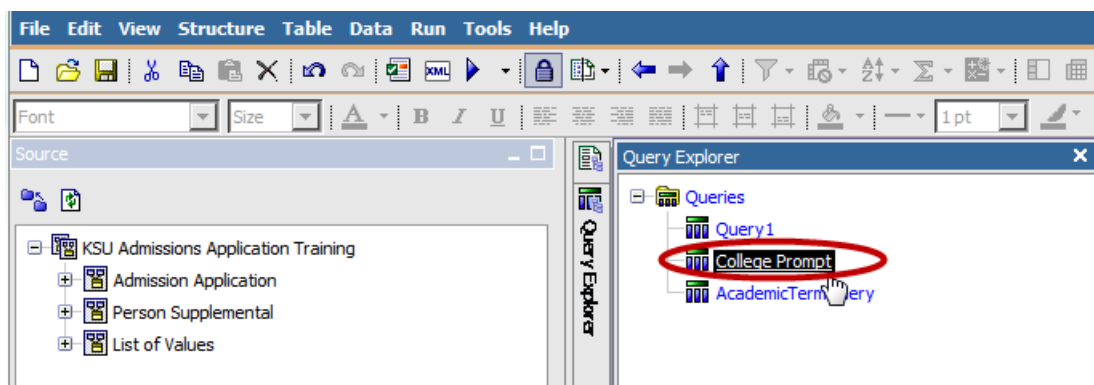 File Edit View Structure Table Data Run Tools Help
XML
Font Size A B I U 1 pt
Source
KSU Admissions Application Training
Admission Application
Person Supplemental
List of Values
Query Explorer
Query Explorer
Queries
Query1
College Prompt